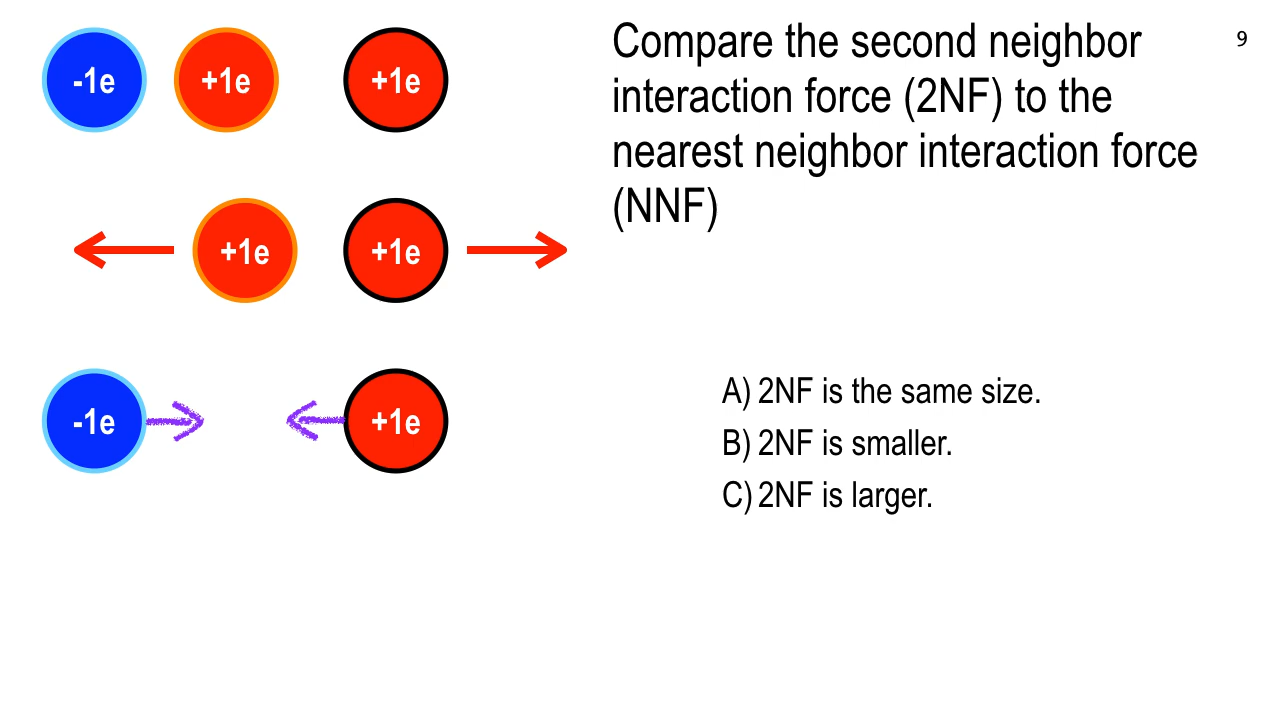 -1e +1e +1e
Compare the second neighbor
interaction force (2NF) to the
nearest neighbor interaction force
(NNF)
9
+1e +1e
-1e +1e
A) 2NF is the same size.
B) 2NF is smaller.
C) 2NF is larger.